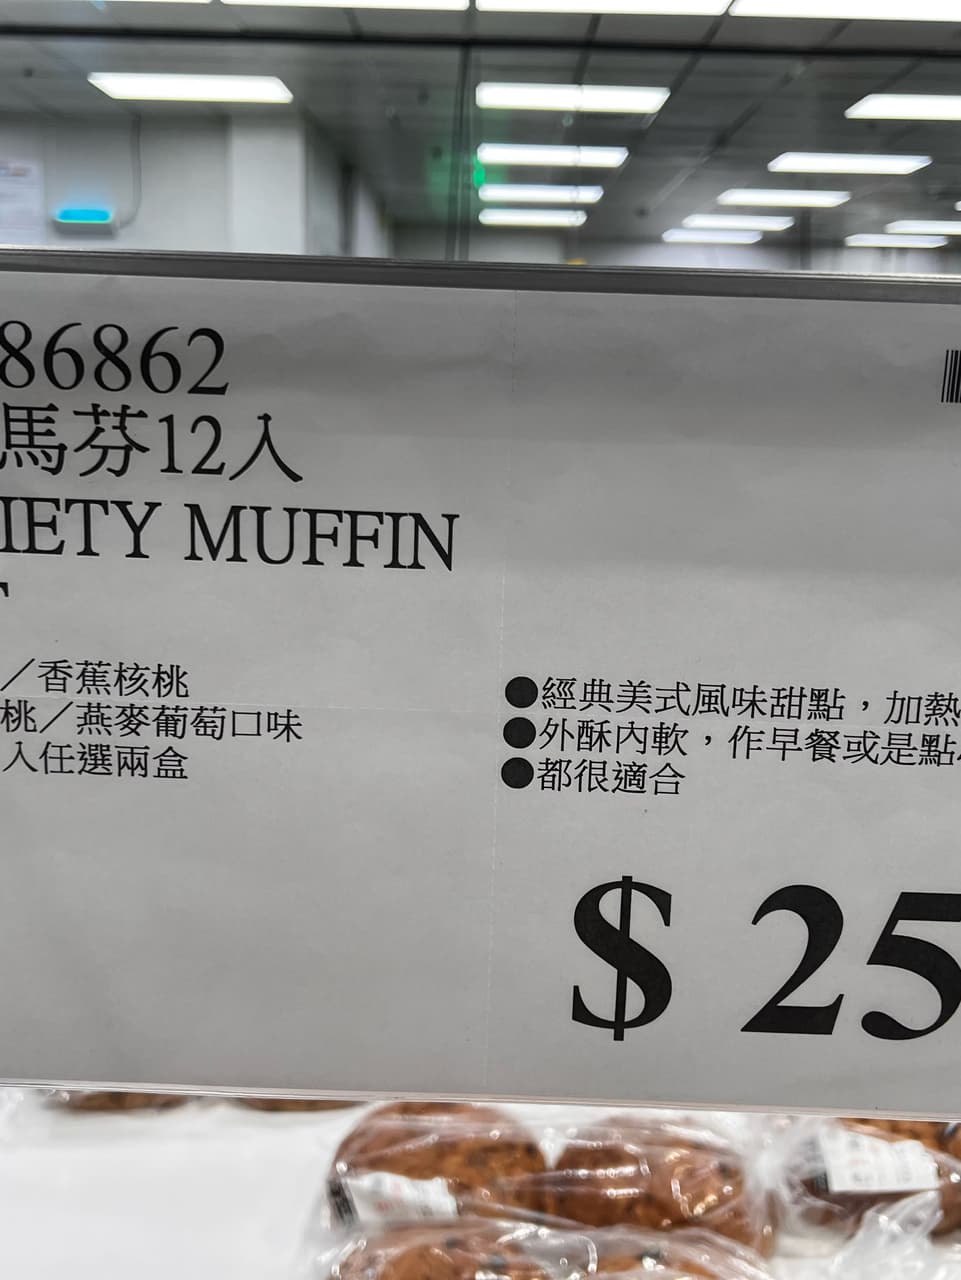 86862
馬芬12入
IETY MUFFIN
／香蕉核桃
桃／燕麥葡萄口味
入任選兩盒
●經典美式風味甜點，加熱
●外酥內軟，作早餐或是點
●都很適合
$ 25